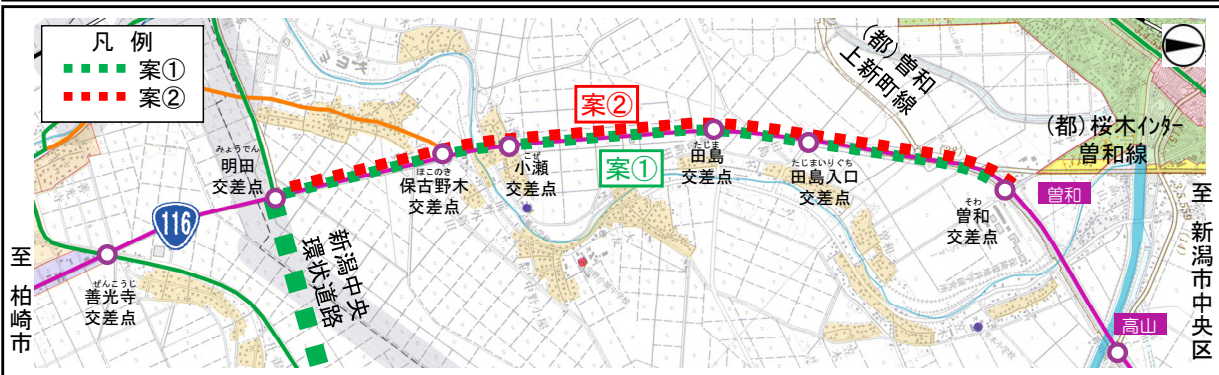 凡 例
案①
案②
(都)曽和
上新町線
(都)桜木インター
曽和線
案②
案①
みょうでん
明田
交差点
ほこのき
保古野木
交差点
こぜ
小瀬
交差点
たじま
田島
交差点
たじまいりぐち
田島入口
交差点
そわ
曽和
交差点
曽和
116
新潟中央
環状道路
ぜんこうじ
善光寺
交差点
至 柏崎市
至 新潟市中央区
高山